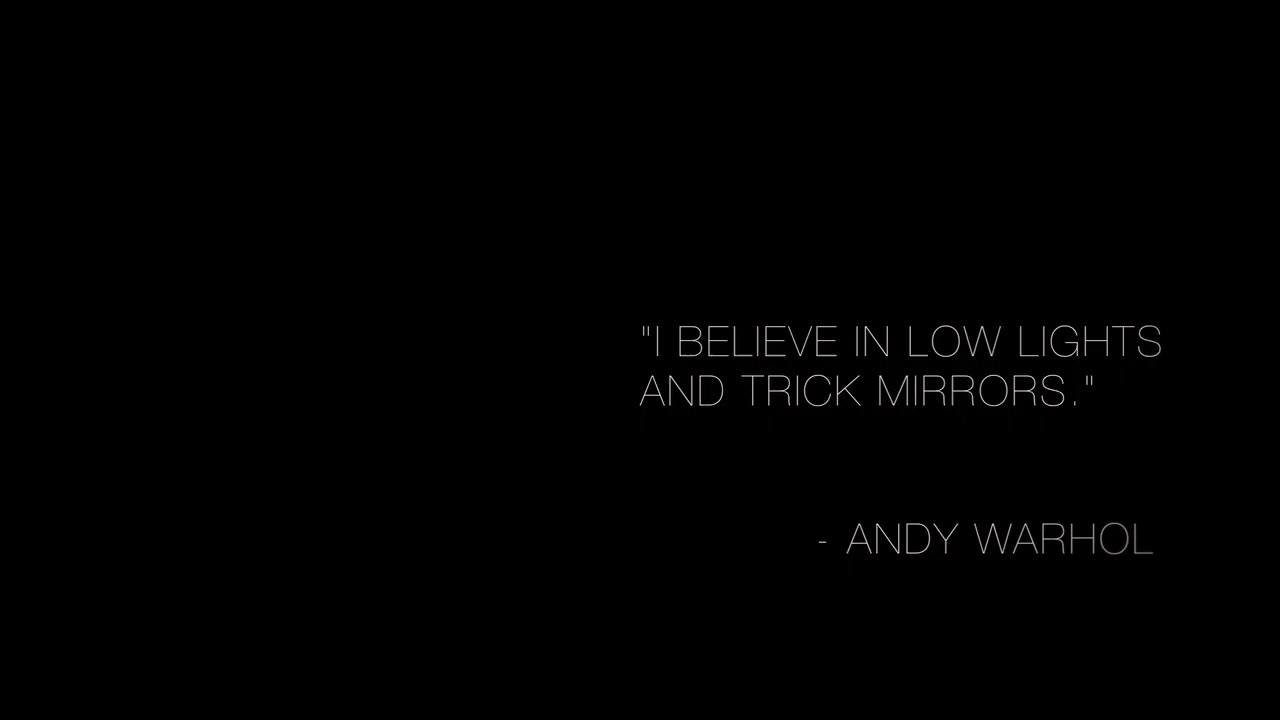 "I BELIEVE IN LOW LIGHTS
AND TRICK MIRRORS."
- ANDY WARHOL